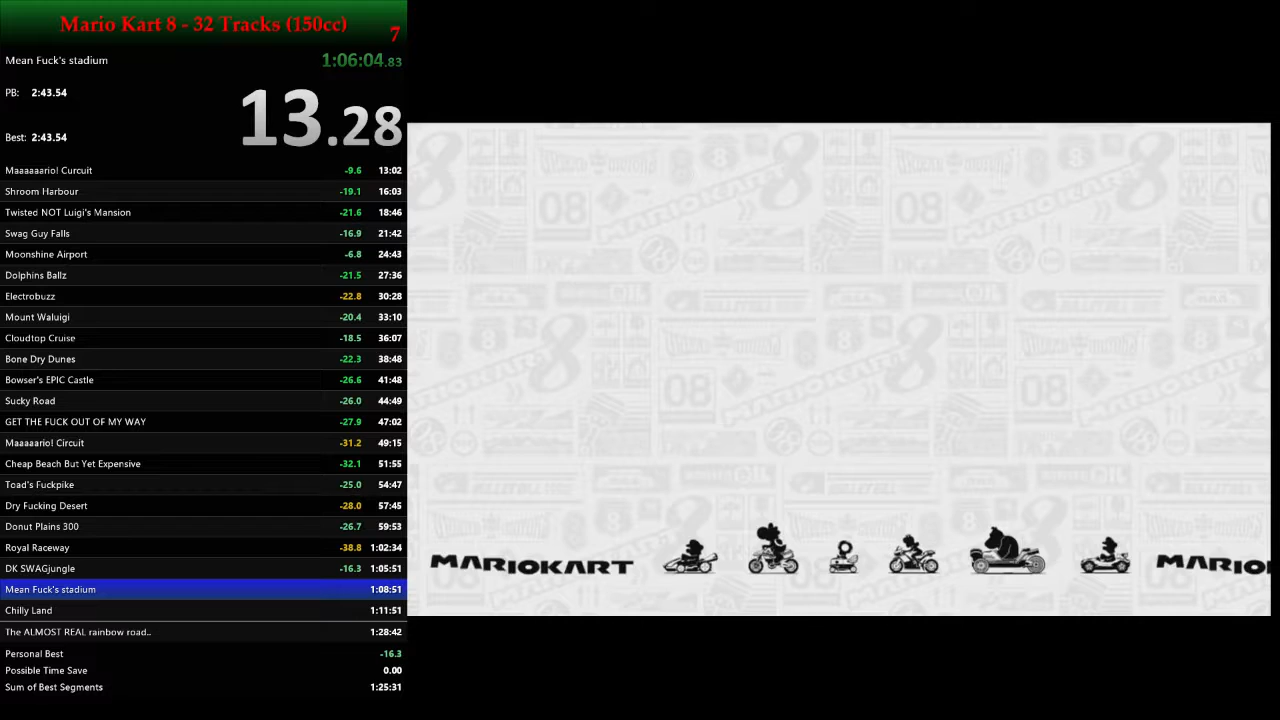 Mario Kart 8 - 32 Tracks (150cc)
7
Mean Fuck's stadium 1:06:04.83
PB: 2:43.54
13.28
Best: 2:43.54
Maaaaaario! Curcuit -9.6 13:02
Shroom Harbour -19.1 16:03
Twisted NOT Luigi's Mansion -21.6 18:46
Swag Guy Falls -16.9 21:42
Moonshine Airport -6.8 24:43
Dolphins Ballz -21.5 27:36
Electrobuzz -22.8 30:28
Mount Waluigi -20.4 33:10
Cloudtop Cruise -18.5 36:07
Bone Dry Dunes -22.3 38:48
Bowser's EPIC Castle -26.6 41:48
Sucky Road -26.0 44:49
GET THE FUCK OUT OF MY WAY -27.9 47:02
Maaaaario! Circuit -31.2 49:15
Cheap Beach But Yet Expensive -32.1 51:55
Toad's Fuckpike -25.0 54:47
Dry Fucking Desert -28.0 57:45
Donut Plains 300 -26.7 59:53
Royal Raceway -38.8 1:02:34
DK SWAGjungle -16.3 1:05:51
Mean Fuck's stadium 1:08:51
Chilly Land 1:11:51
The ALMOST REAL rainbow road.. 1:28:42
Personal Best -16.3
Possible Time Save 0.00
Sum of Best Segments 1:25:31
MARIOKART MARIO